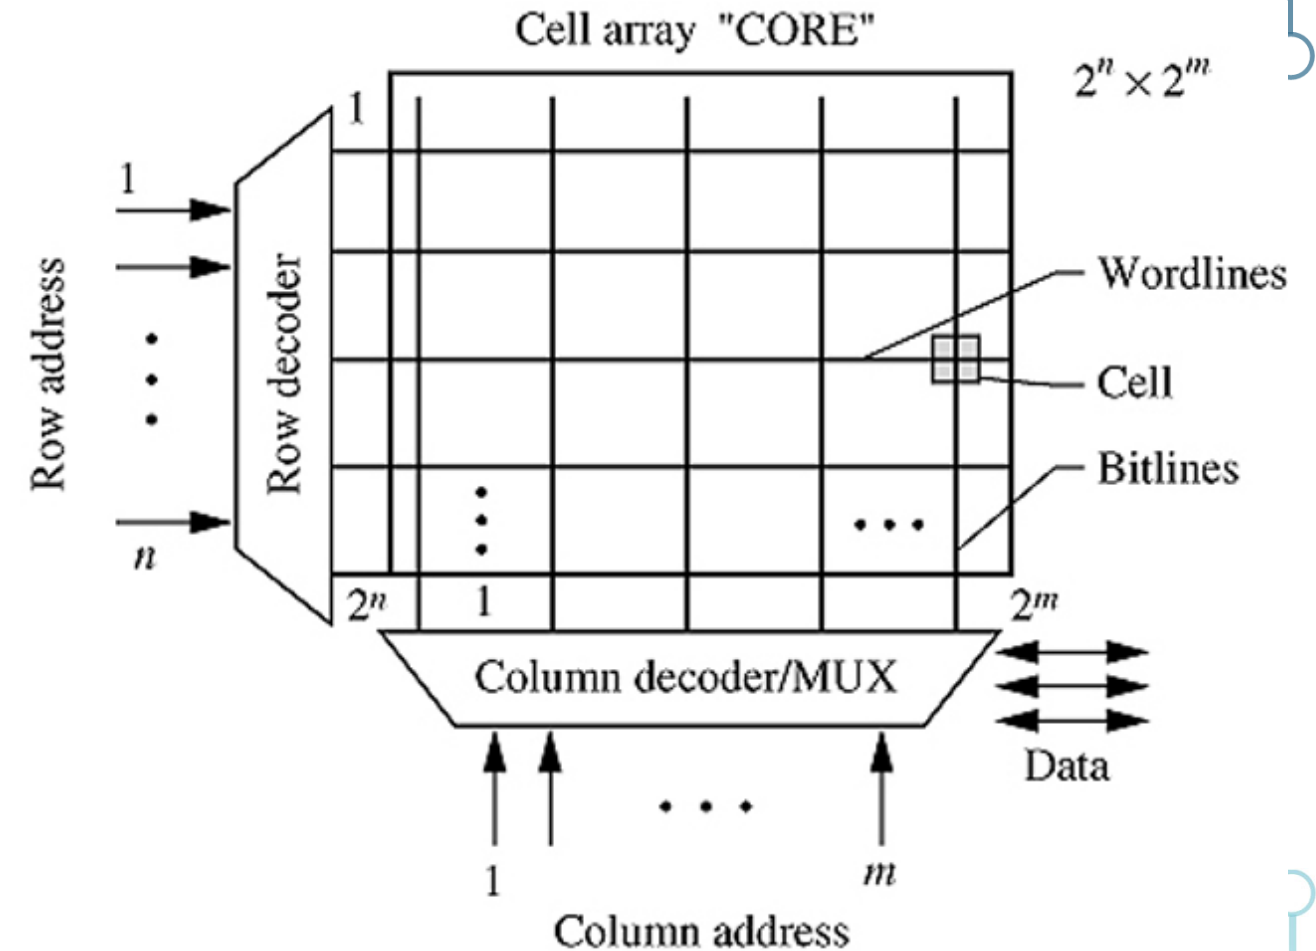 Cell array "CORE"
2ⁿ × 2ᵐ
1
1
Row address
Row decoder
Wordlines
Cell
Bitlines
n
2ⁿ
1
2ᵐ
Column decoder/MUX
Data
1
m
Column address